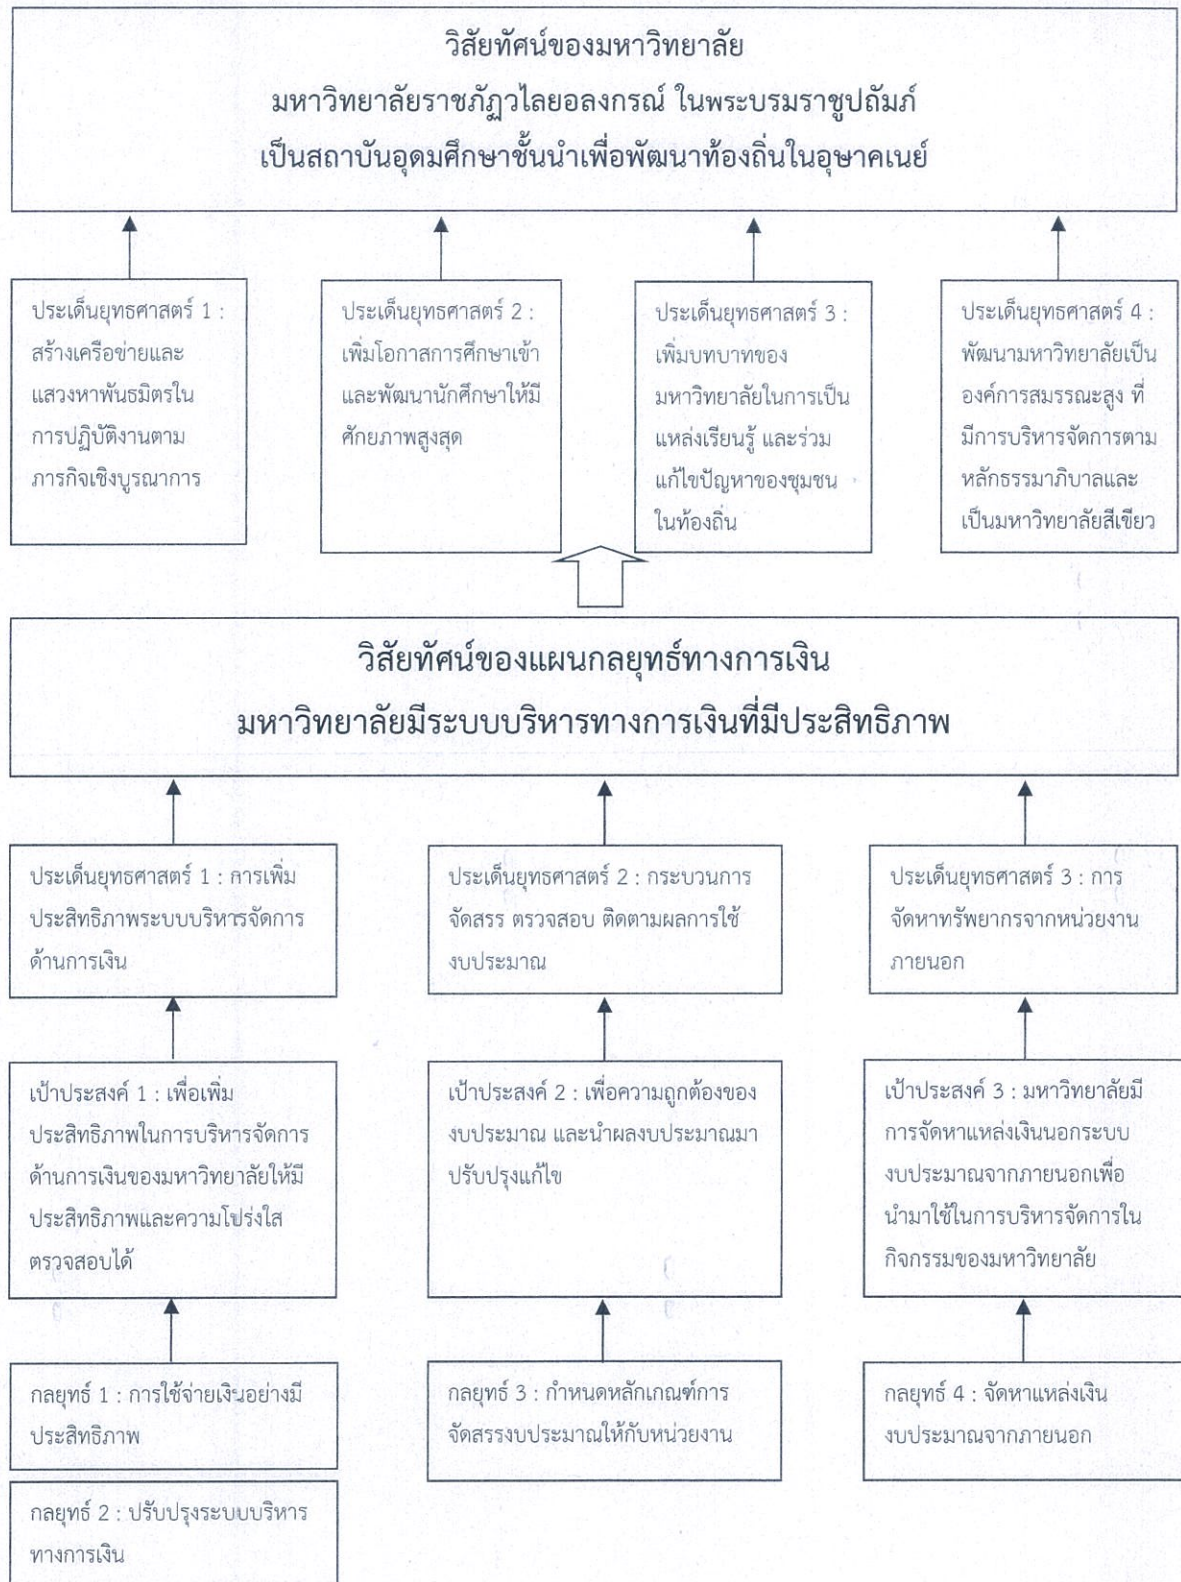 วิสัยทัศน์ของมหาวิทยาลัย
มหาวิทยาลัยราชภัฏวไลยอลงกรณ์ ในพระบรมราชูปถัมภ์
เป็นสถาบันอุดมศึกษาชั้นนำเพื่อพัฒนาท้องถิ่นในอุษาคเนย์
ประเด็นยุทธศาสตร์ 1 :
สร้างเครือข่ายและ
แสวงหาพันธมิตรใน
การปฏิบัติงานตาม
ภารกิจเชิงบูรณาการ
ประเด็นยุทธศาสตร์ 2 :
เพิ่มโอกาสการศึกษาเข้า
และพัฒนานักศึกษาให้มี
ศักยภาพสูงสุด
ประเด็นยุทธศาสตร์ 3 :
เพิ่มบทบาทของ
มหาวิทยาลัยในการเป็น
แหล่งเรียนรู้ และร่วม
แก้ไขปัญหาของชุมชน
ในท้องถิ่น
ประเด็นยุทธศาสตร์ 4 :
พัฒนามหาวิทยาลัยเป็น
องค์การสมรรณะสูง ที่
มีการบริหารจัดการตาม
หลักธรรมาภิบาลและ
เป็นมหาวิทยาลัยสีเขียว
วิสัยทัศน์ของแผนกลยุทธ์ทางการเงิน
มหาวิทยาลัยมีระบบบริหารทางการเงินที่มีประสิทธิภาพ
ประเด็นยุทธศาสตร์ 1 : การเพิ่ม
ประสิทธิภาพระบบบริหารจัดการ
ด้านการเงิน
ประเด็นยุทธศาสตร์ 2 : กระบวนการ
จัดสรร ตรวจสอบ ติดตามผลการใช้
งบประมาณ
ประเด็นยุทธศาสตร์ 3 : การ
จัดหาทรัพยากรจากหน่วยงาน
ภายนอก
เป้าประสงค์ 1 : เพื่อเพิ่ม
ประสิทธิภาพในการบริหารจัดการ
ด้านการเงินของมหาวิทยาลัยให้มี
ประสิทธิภาพและความโปร่งใส
ตรวจสอบได้
เป้าประสงค์ 2 : เพื่อความถูกต้องของ
งบประมาณ และนำผลงบประมาณมา
ปรับปรุงแก้ไข
เป้าประสงค์ 3 : มหาวิทยาลัยมี
การจัดหาแหล่งเงินนอกระบบ
งบประมาณจากภายนอกเพื่อ
นำมาใช้ในการบริหารจัดการใน
กิจกรรมของมหาวิทยาลัย
กลยุทธ์ 1 : การใช้จ่ายเงินอย่างมี
ประสิทธิภาพ
กลยุทธ์ 3 : กำหนดหลักเกณฑ์การ
จัดสรรงบประมาณให้กับหน่วยงาน
กลยุทธ์ 4 : จัดหาแหล่งเงิน
งบประมาณจากภายนอก
กลยุทธ์ 2 : ปรับปรุงระบบบริหาร
ทางการเงิน